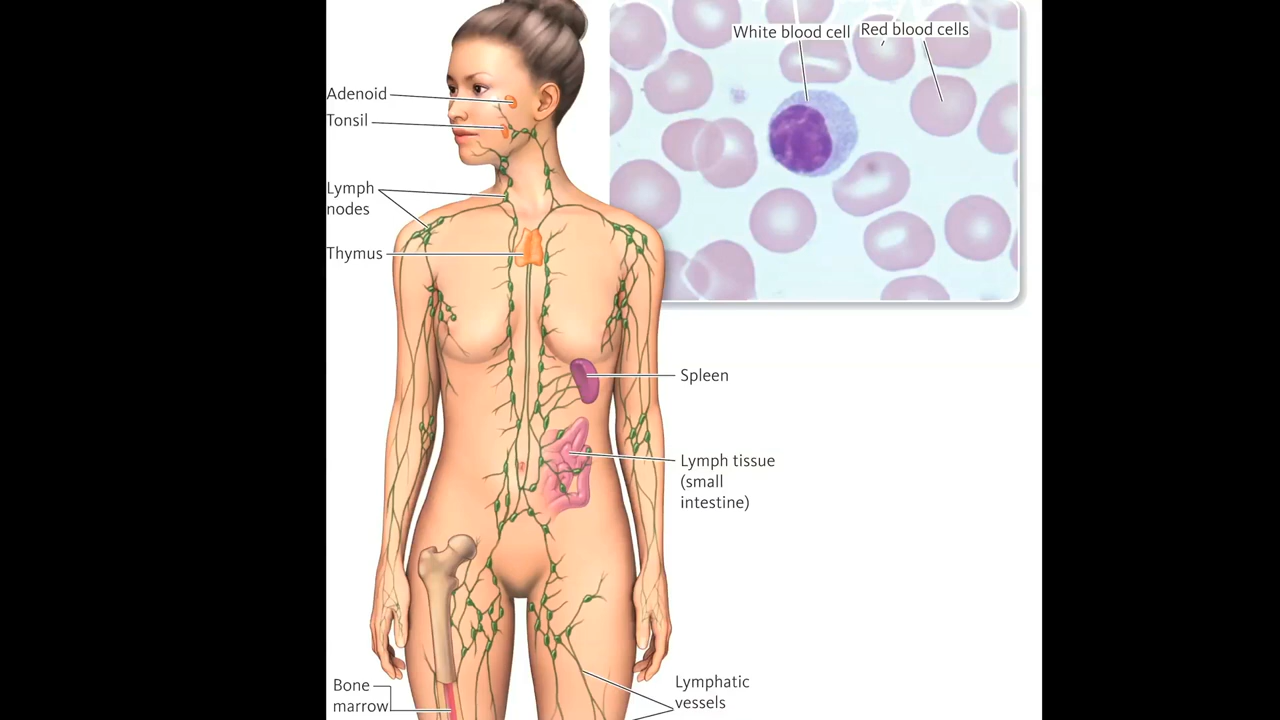 White blood cell
Red blood cells
Adenoid
Tonsil
Lymph
nodes
Thymus
Spleen
Lymph tissue
(small
intestine)
Bone
marrow
Lymphatic
vessels